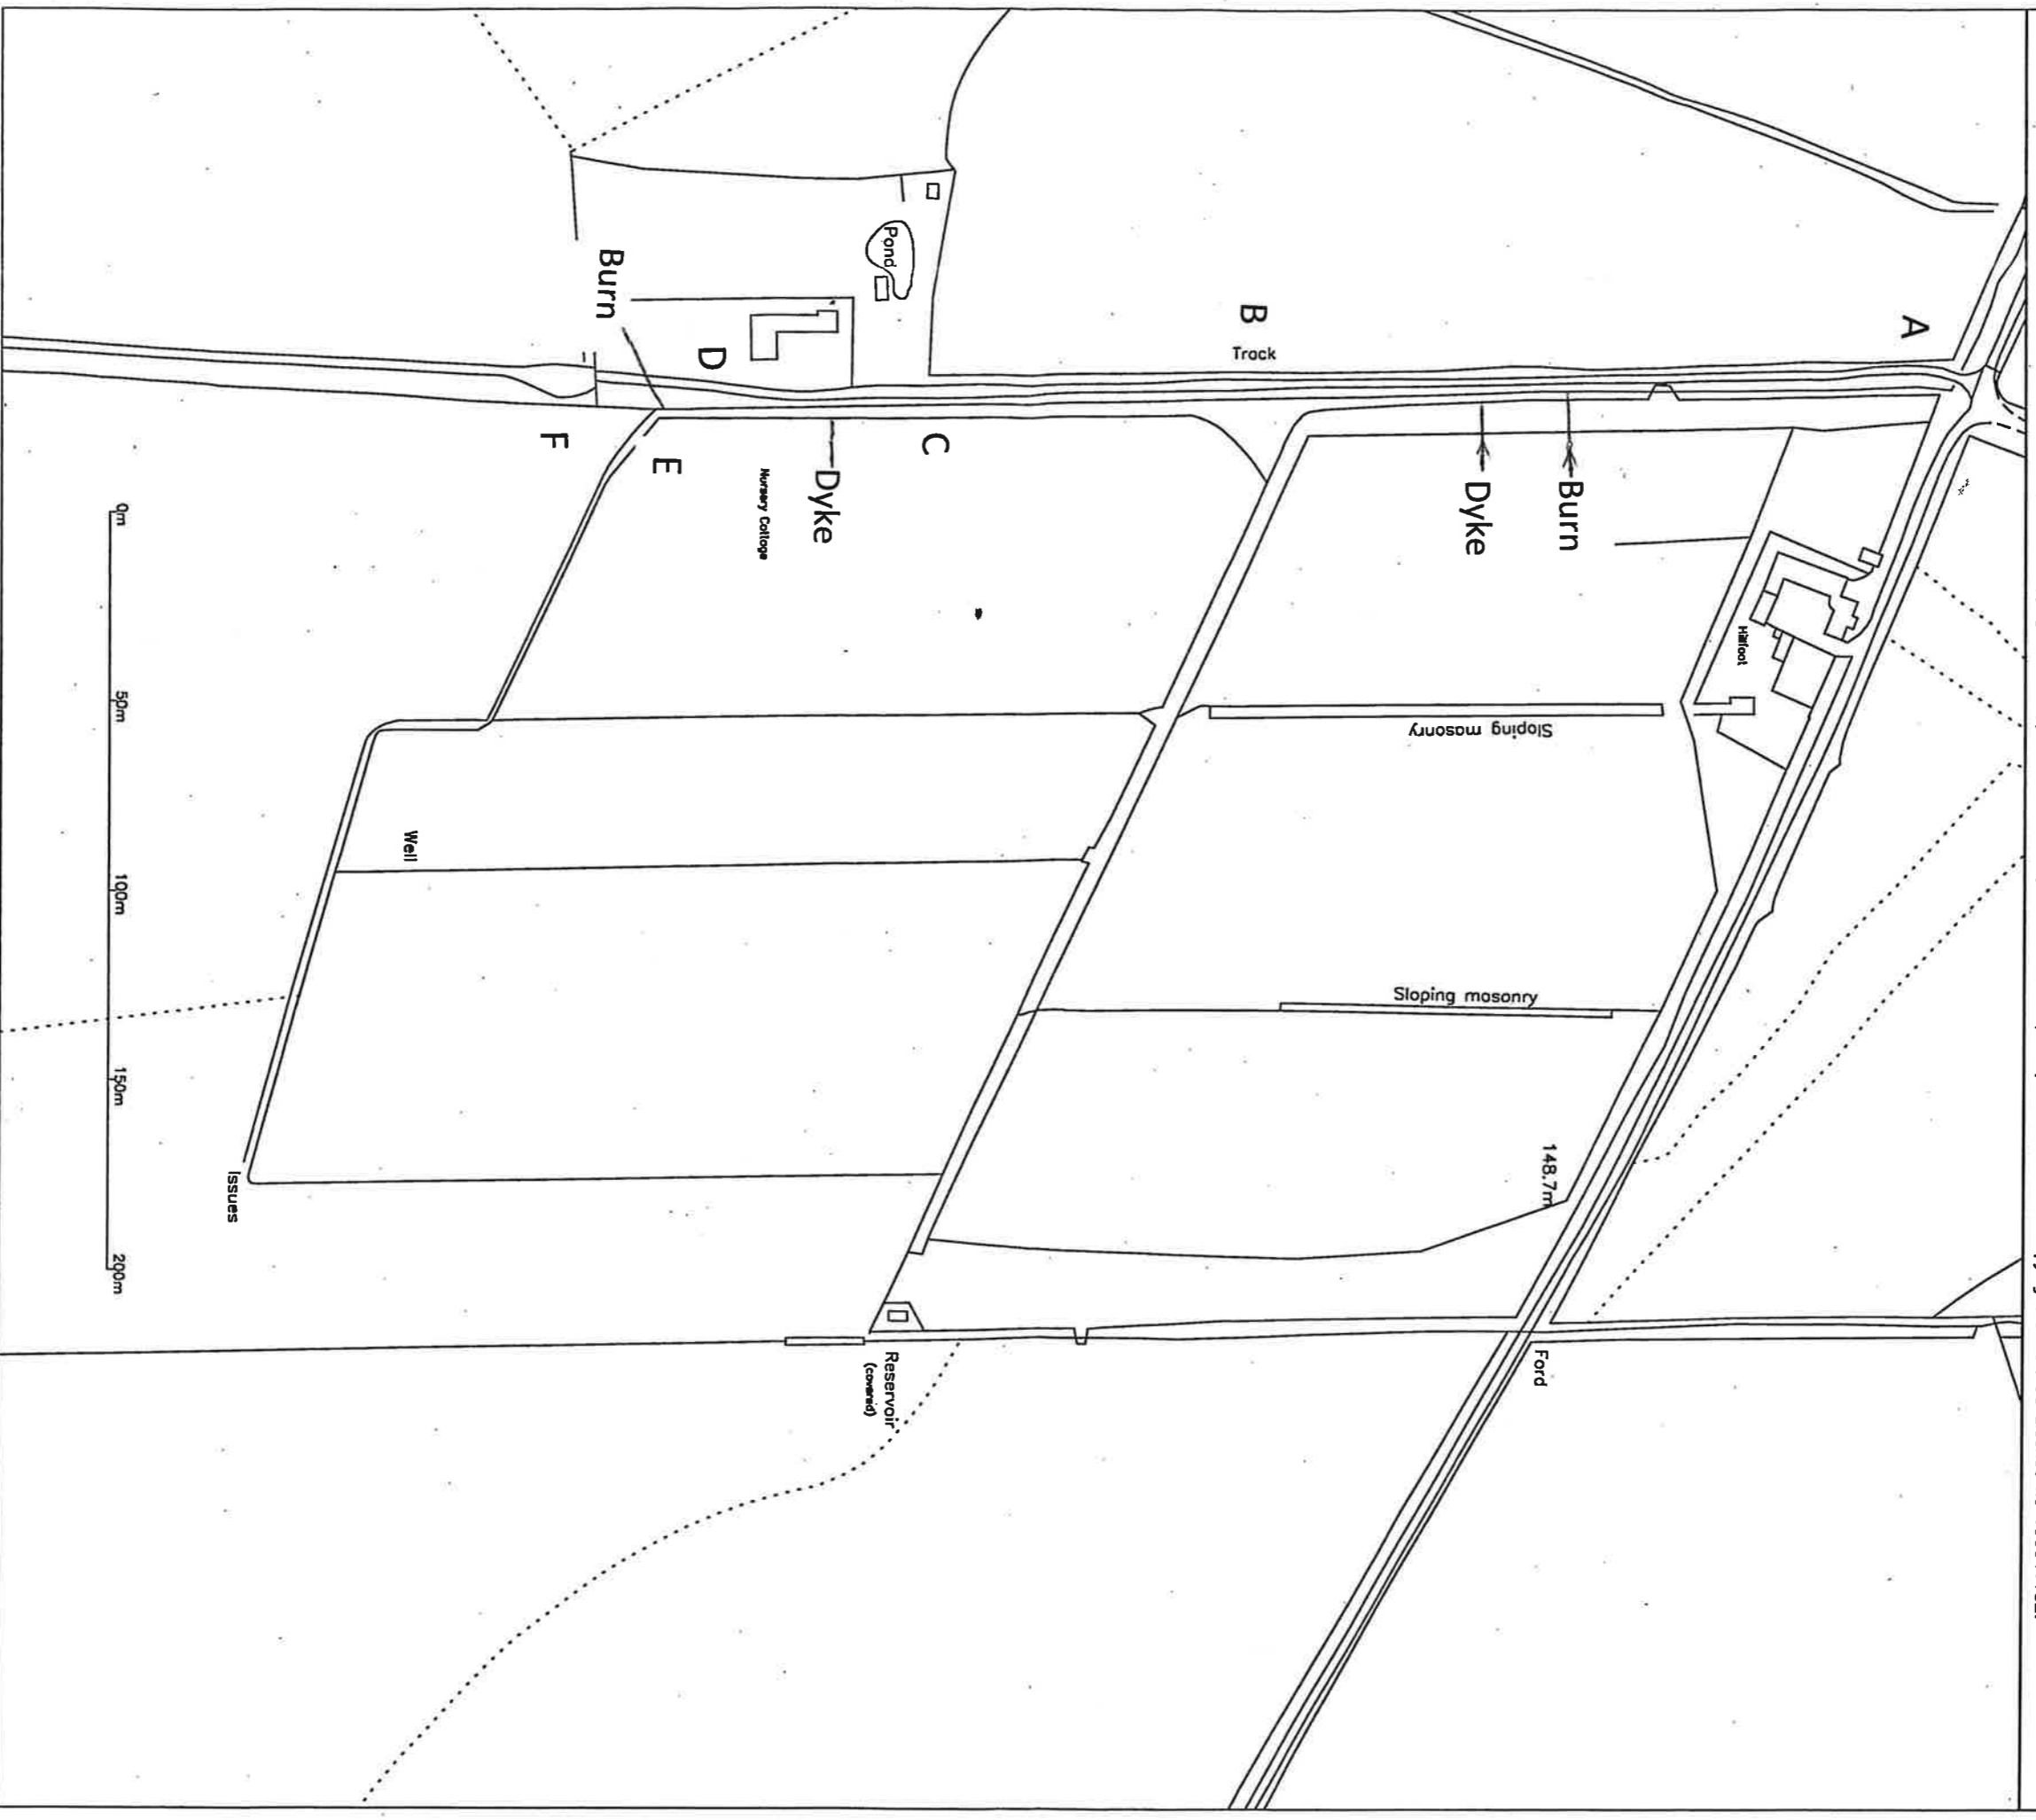 A
B
Track
Burn
Pond
D
F
E
C
Dyke
Nursery Cottage
Dyke
Burn
Hillfoot
Sloping masonry
Well
Sloping masonry
148.7m
Issues
Reservoir
(covered)
Ford
0m
50m
100m
150m
200m